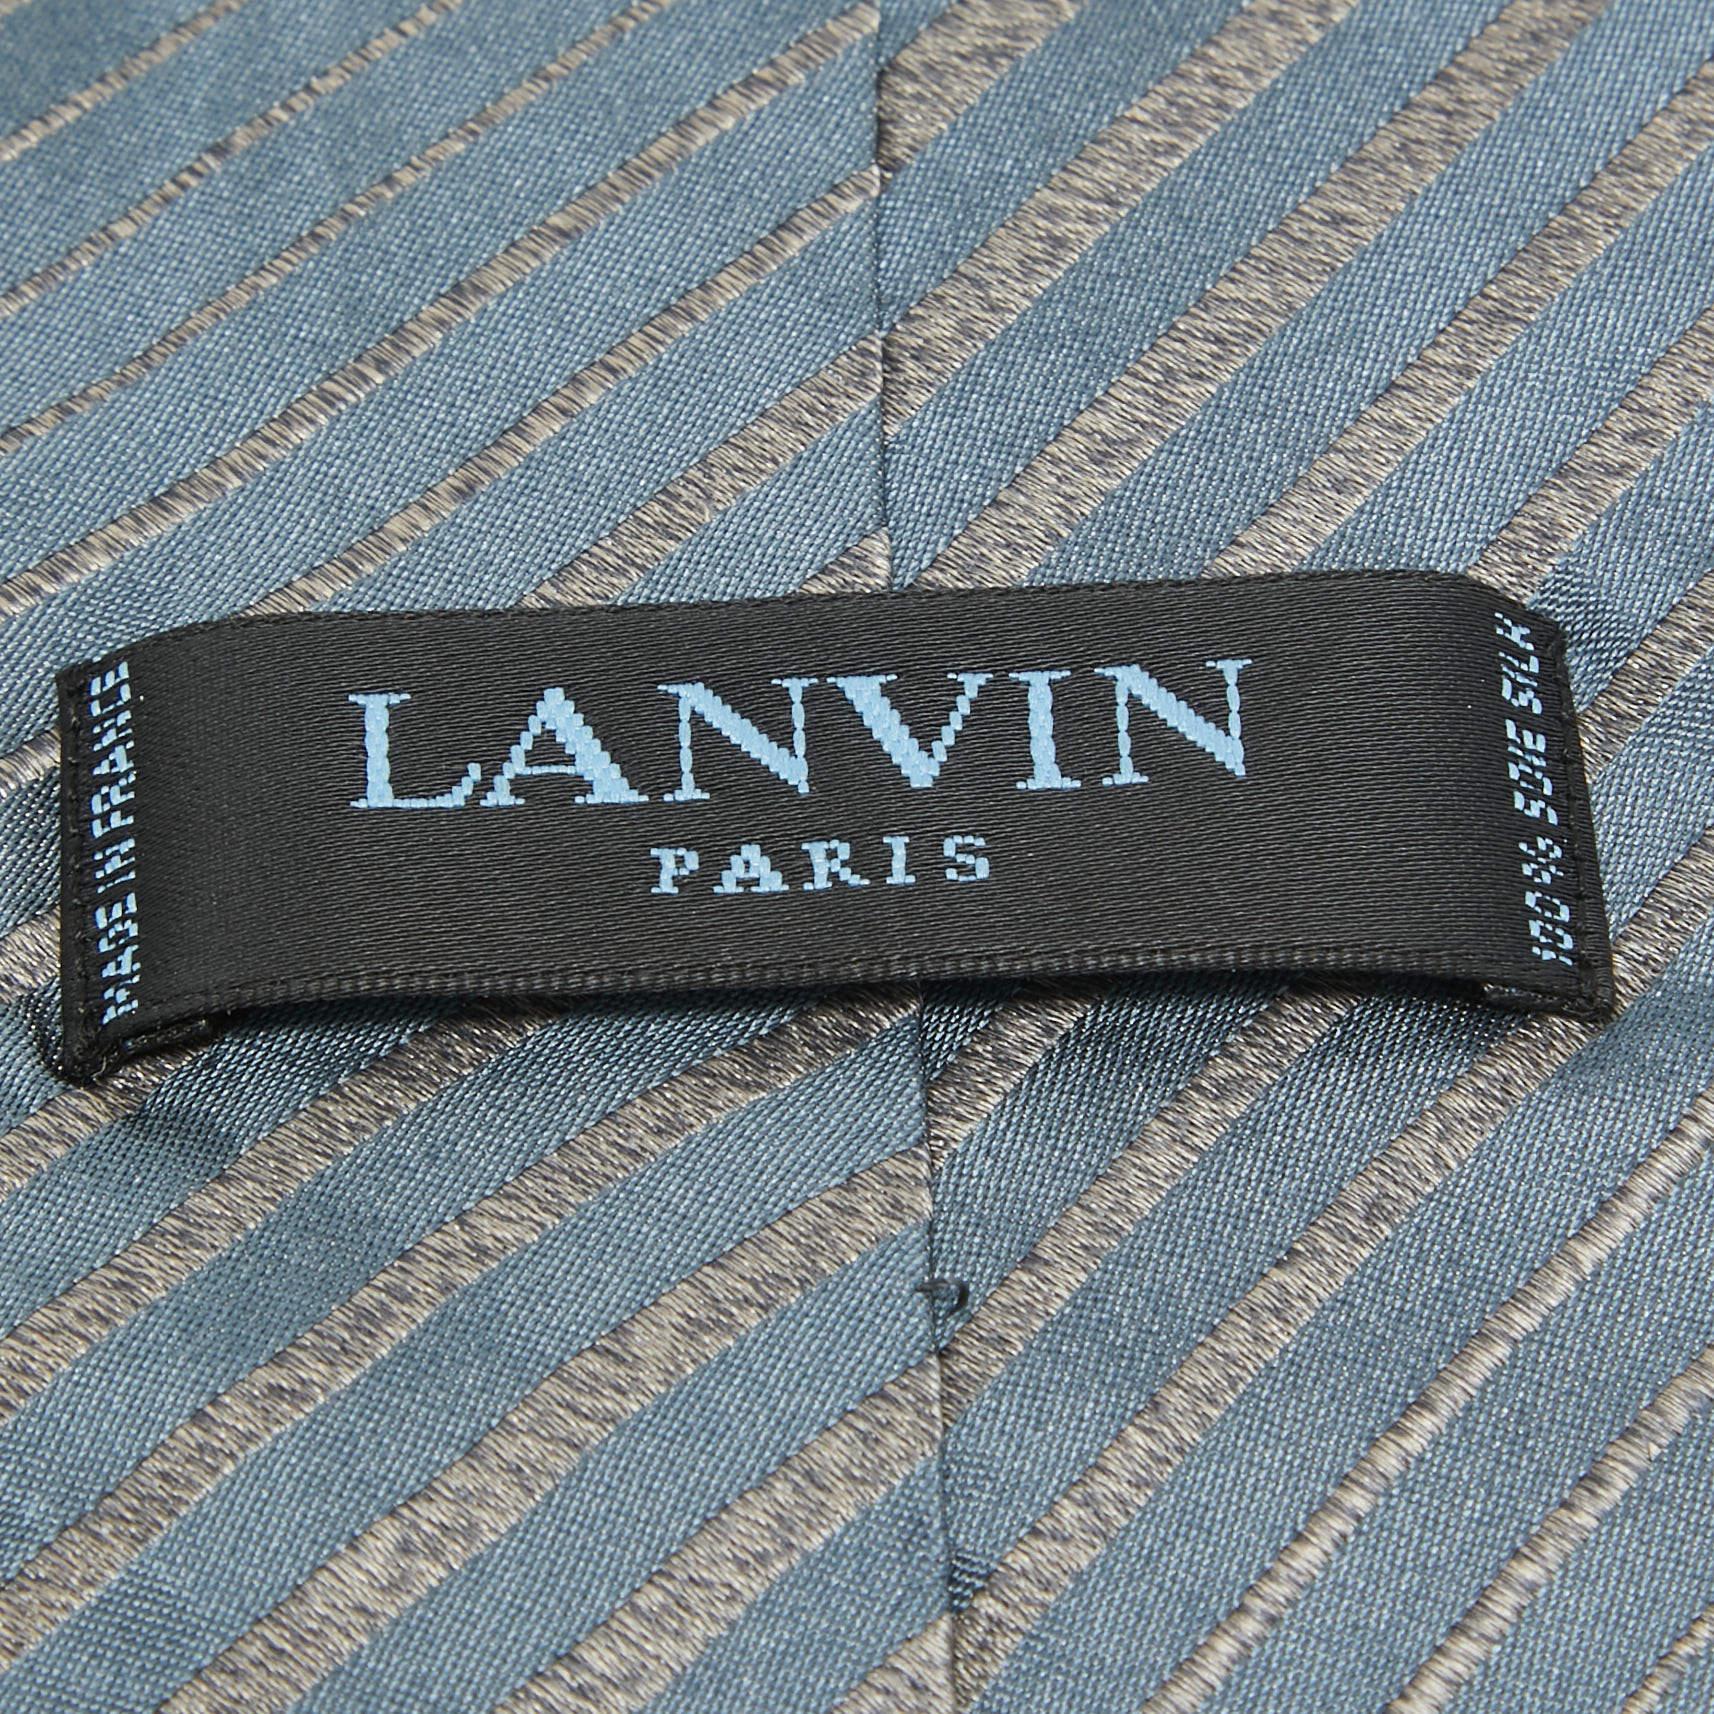 MADE IN FRANCE
LANVIN
PARIS
100% SOIE SILK